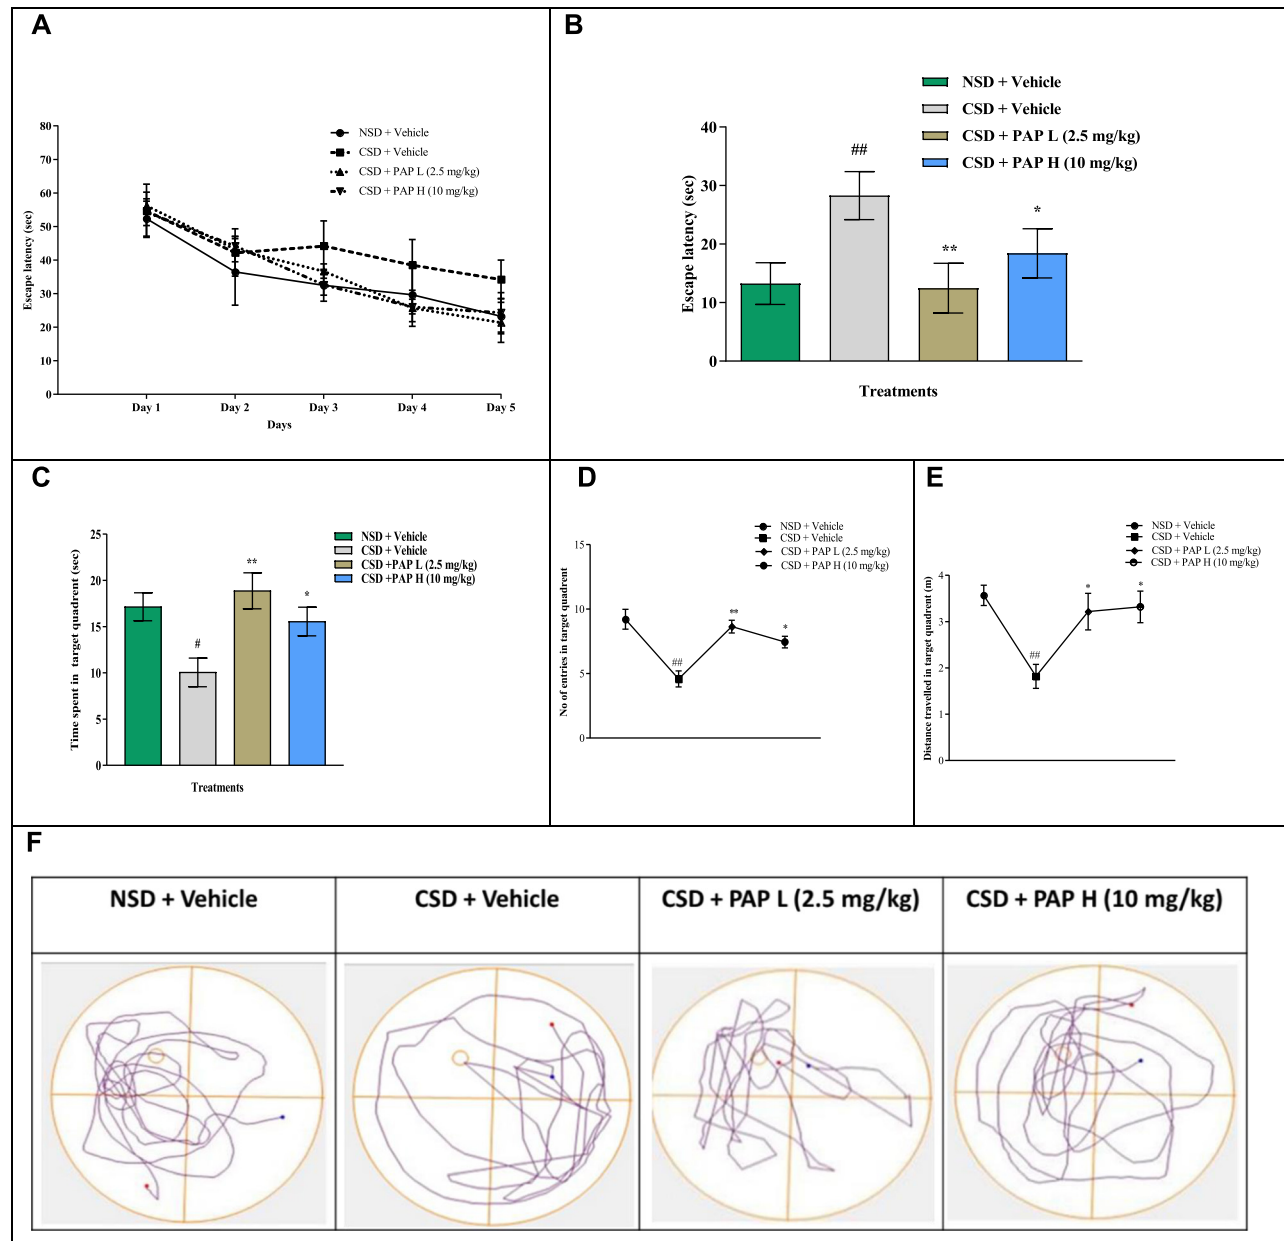 A
NSD + Vehicle
CSD + Vehicle
CSD + PAP L (2.5 mg/kg)
CSD + PAP H (10 mg/kg)
80
70
60
50
40
30
20
10
0
Escape latency (sec)
Day 1 Day 2 Day 3 Day 4 Day 5
Days
B
NSD + Vehicle
CSD + Vehicle
CSD + PAP L (2.5 mg/kg)
CSD + PAP H (10 mg/kg)
40
30
20
10
0
Escape latency (sec)
##
**
*
Treatments
C
NSD + Vehicle
CSD + Vehicle
CSD +PAP L (2.5 mg/kg)
CSD +PAP H (10 mg/kg)
25
20
15
10
5
0
Time spent in target quadrent (sec)
#
**
*
Treatments
D
NSD + Vehicle
CSD + Vehicle
CSD + PAP L (2.5 mg/kg)
CSD + PAP H (10 mg/kg)
15
10
5
0
No of entries in target quadrent
##
**
*
E
NSD + Vehicle
CSD + Vehicle
CSD + PAP L (2.5 mg/kg)
CSD + PAP H (10 mg/kg)
4
3
2
1
0
Distance travelled in target quadrent (m)
##
*
*
F
NSD + Vehicle CSD + Vehicle CSD + PAP L (2.5 mg/kg) CSD + PAP H (10 mg/kg)